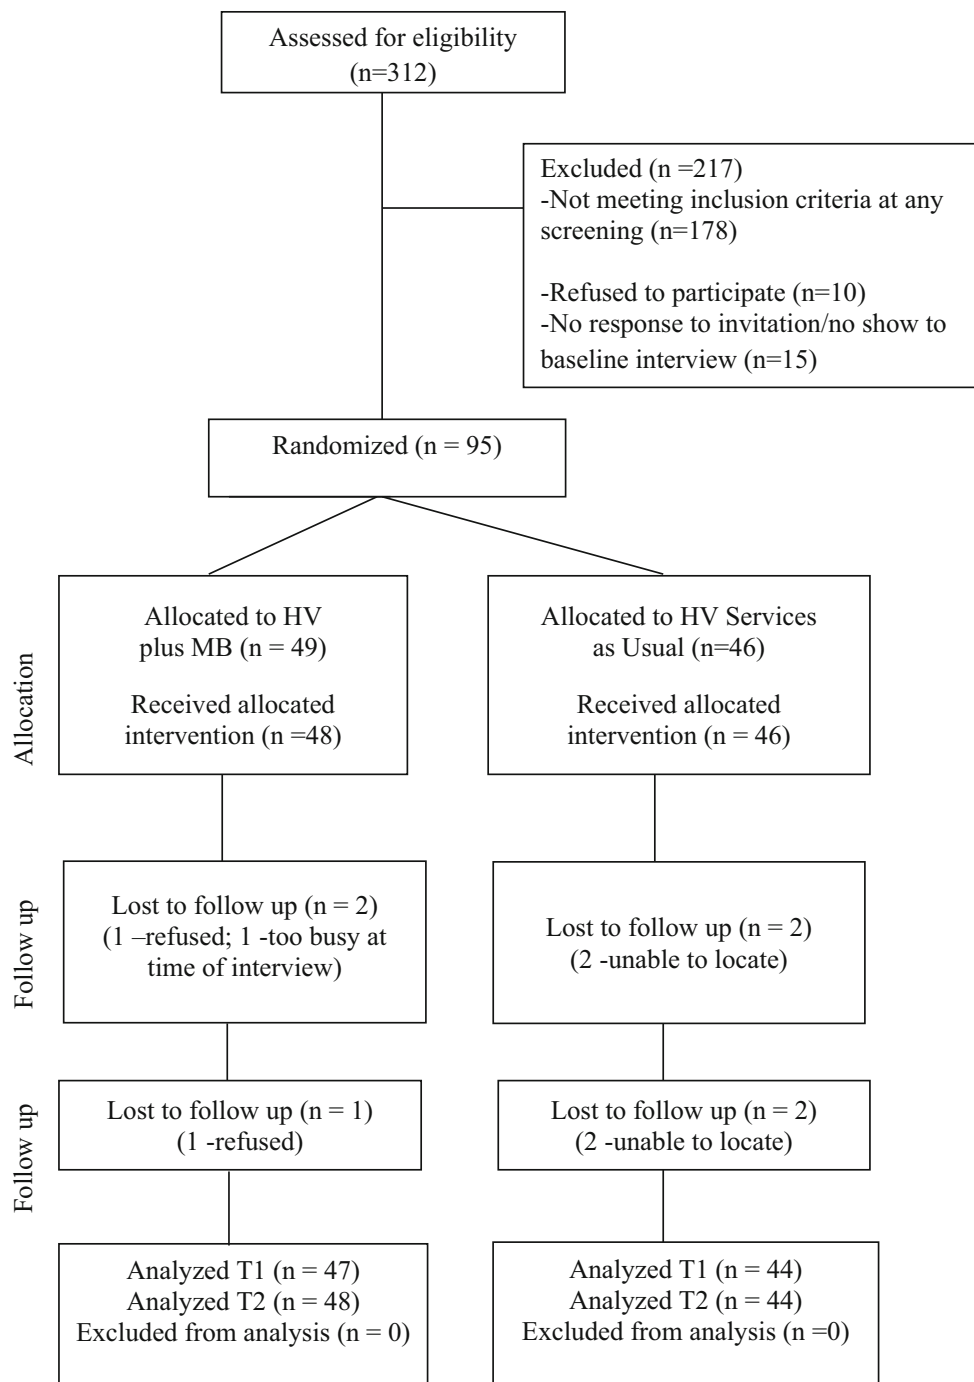 Assessed for eligibility
(n=312)
Excluded (n =217)
-Not meeting inclusion criteria at any
screening (n=178)
-Refused to participate (n=10)
-No response to invitation/no show to
baseline interview (n=15)
Randomized (n = 95)
Allocation
Allocated to HV
plus MB (n = 49)
Received allocated
intervention (n =48)
Allocated to HV Services
as Usual (n=46)
Received allocated
intervention (n = 46)
Follow up
Lost to follow up (n = 2)
(1 –refused; 1 -too busy at
time of interview)
Lost to follow up (n = 2)
(2 -unable to locate)
Follow up
Lost to follow up (n = 1)
(1 -refused)
Lost to follow up (n = 2)
(2 -unable to locate)
Analyzed T1 (n = 47)
Analyzed T2 (n = 48)
Excluded from analysis (n = 0)
Analyzed T1 (n = 44)
Analyzed T2 (n = 44)
Excluded from analysis (n =0)